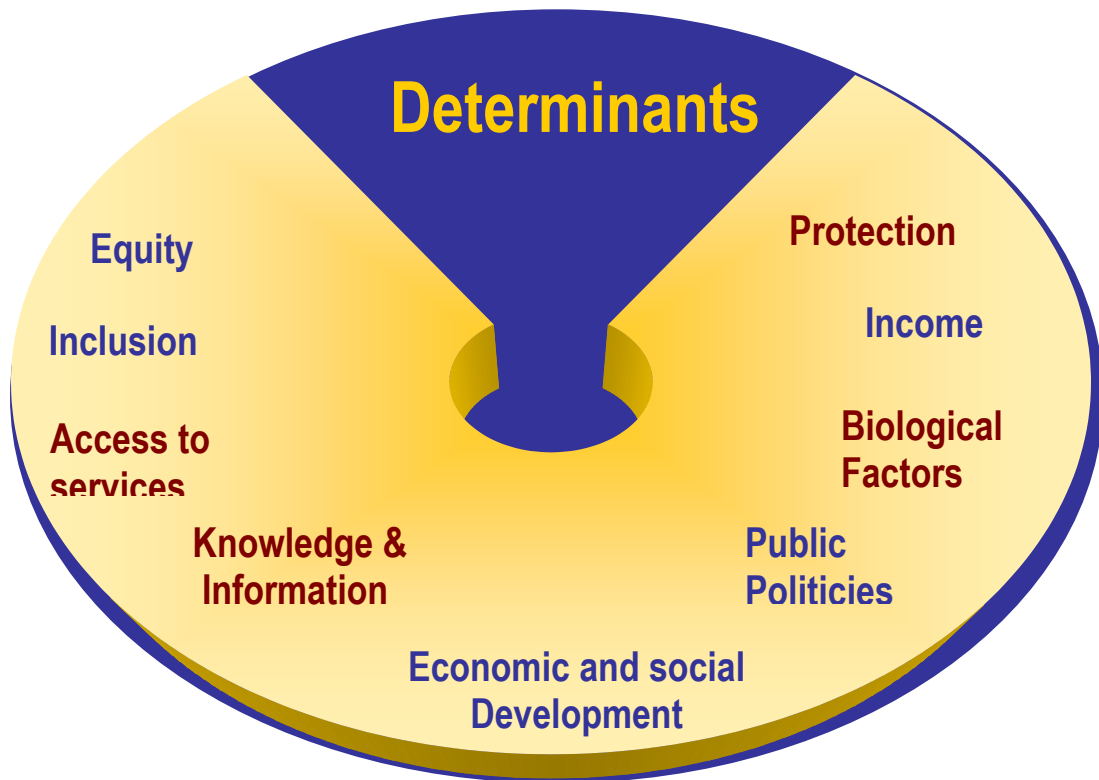 Determinants
Equity
Inclusion
Access to
services
Knowledge &
Information
Economic and social
Development
Protection
Income
Biological
Factors
Public
Politicies